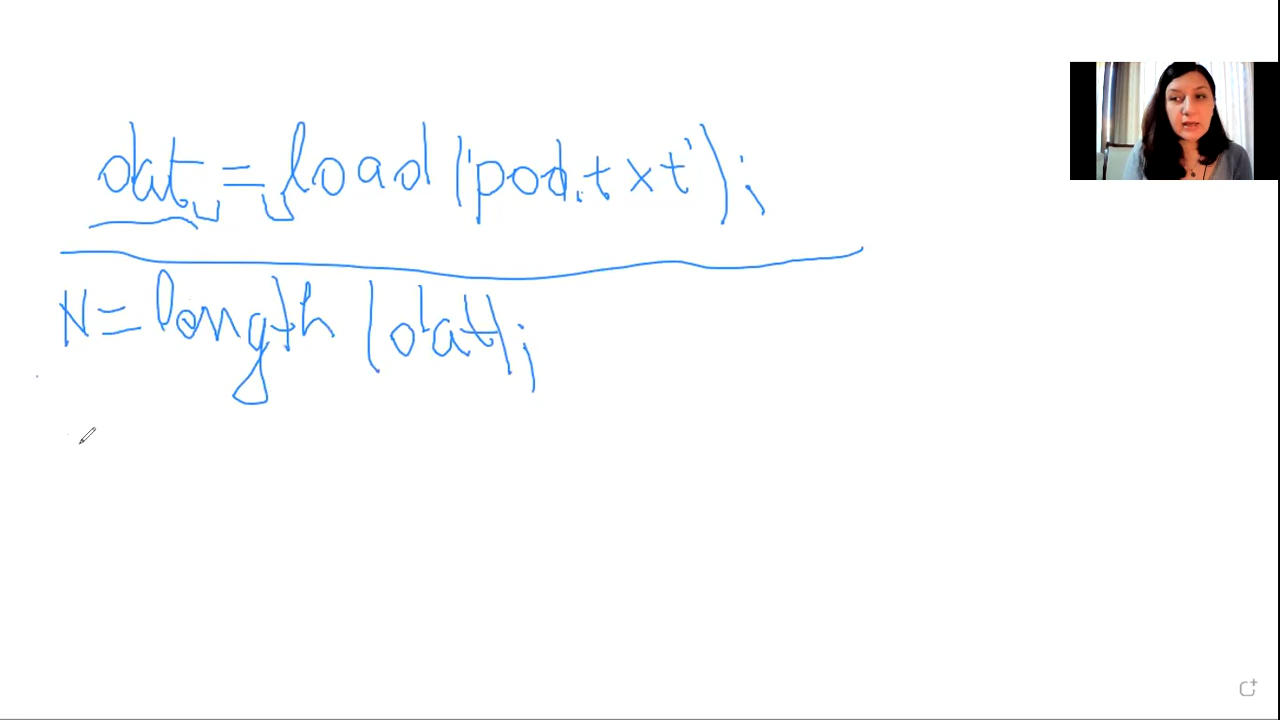 dat = load('pod.txt');
N = length(dat);